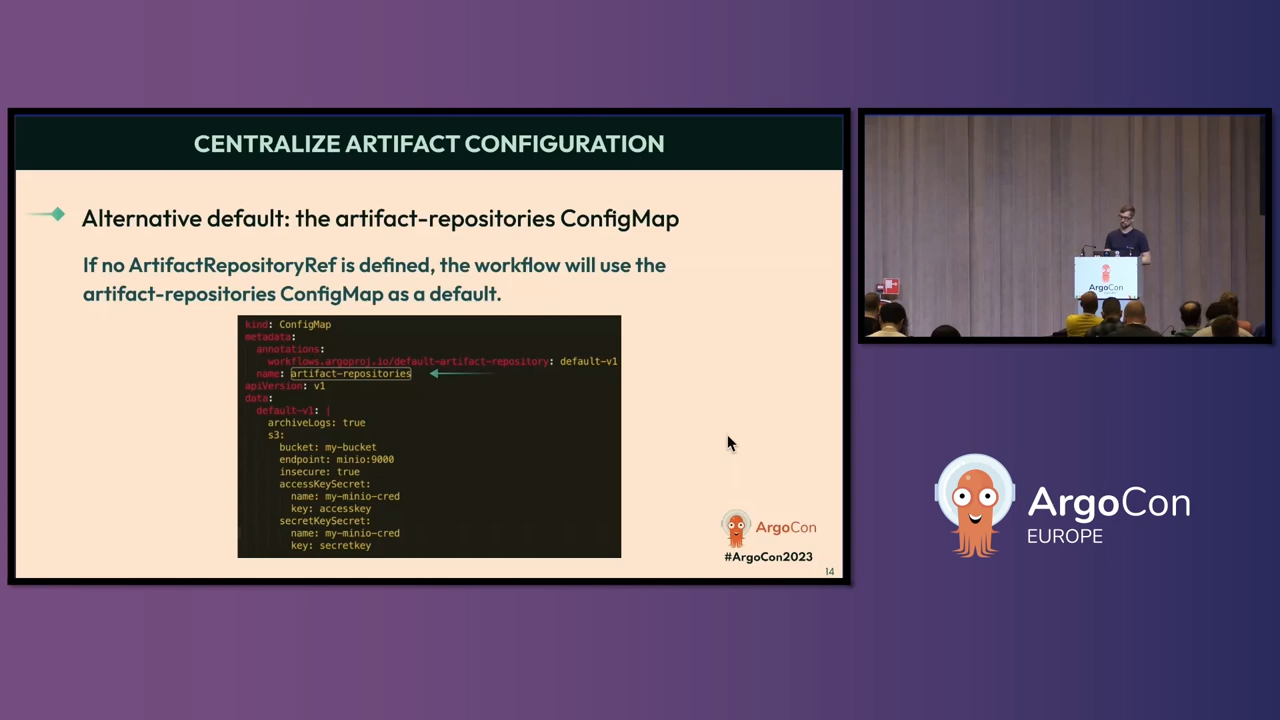 CENTRALIZE ARTIFACT CONFIGURATION
Alternative default: the artifact-repositories ConfigMap
If no ArtifactRepositoryRef is defined, the workflow will use the
artifact-repositories ConfigMap as a default.
kind: ConfigMap
metadata:
annotations:
workflows.argoproj.io/default-artifact-repository: default-v1
name: artifact-repositories
apiVersion: v1
data:
default-v1: |
archiveLogs: true
s3:
bucket: my-bucket
endpoint: minio:9000
insecure: true
accessKeySecret:
name: my-minio-cred
key: accesskey
secretKeySecret:
name: my-minio-cred
key: secretkey
ArgoCon
#ArgoCon2023
14
ArgoCon
ArgoCon
EUROPE